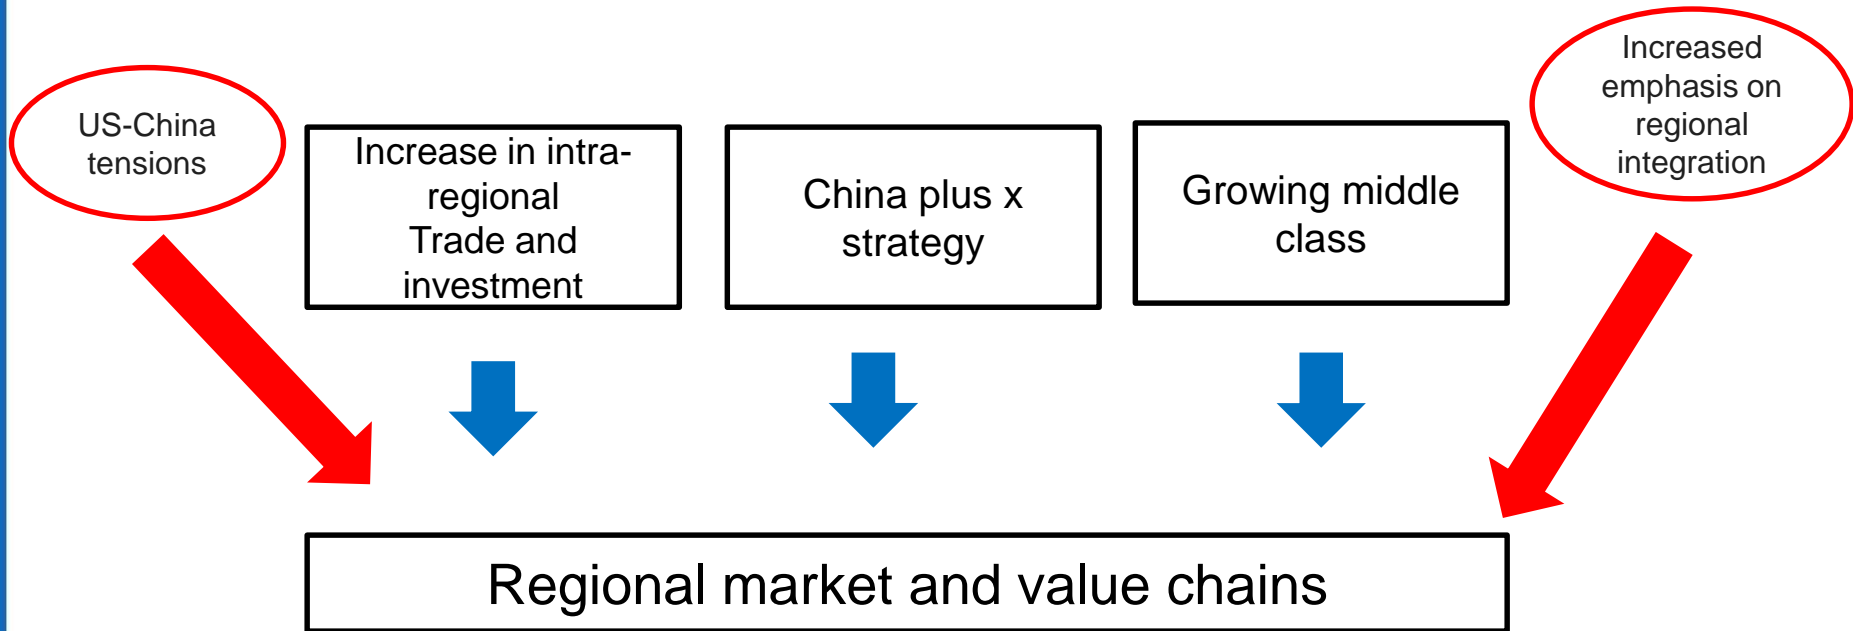 US-China
tensions
Increase in intra-
regional
Trade and
investment
China plus x
strategy
Growing middle
class
Increased
emphasis on
regional
integration
Regional market and value chains